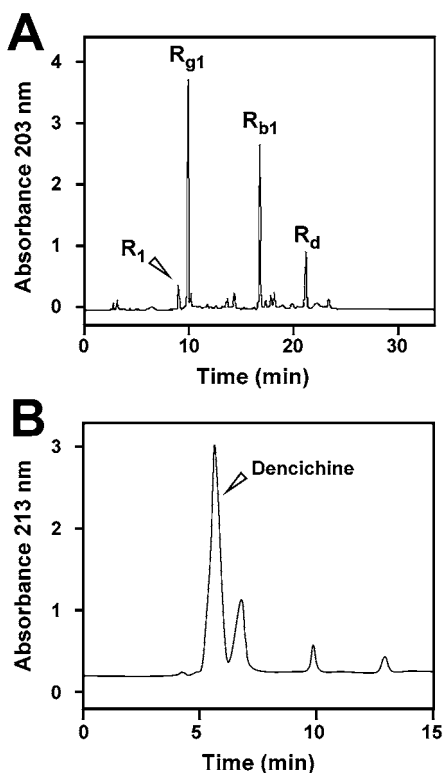 A
Absorbance 203 nm
4
3
2
1
0
R1
Rg1
Rb1
Rd
0 10 20 30
Time (min)
B
Absorbance 213 nm
3
2
1
0
Dencichine
0 5 10 15
Time (min)